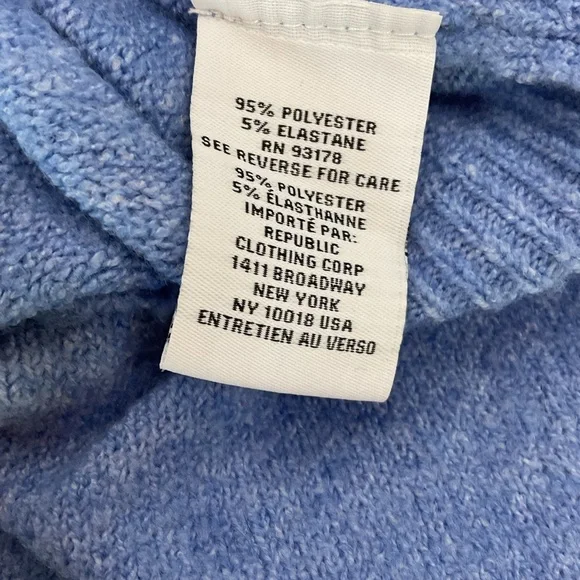 95% POLYESTER
5% ELASTANE
RN 93178
SEE REVERSE FOR CARE
95% POLYESTER
5% ÉLASTHANNE
IMPORTÉ PAR:
REPUBLIC
CLOTHING CORP
1411 BROADWAY
NEW YORK
NY 10018 USA
ENTRETIEN AU VERSO